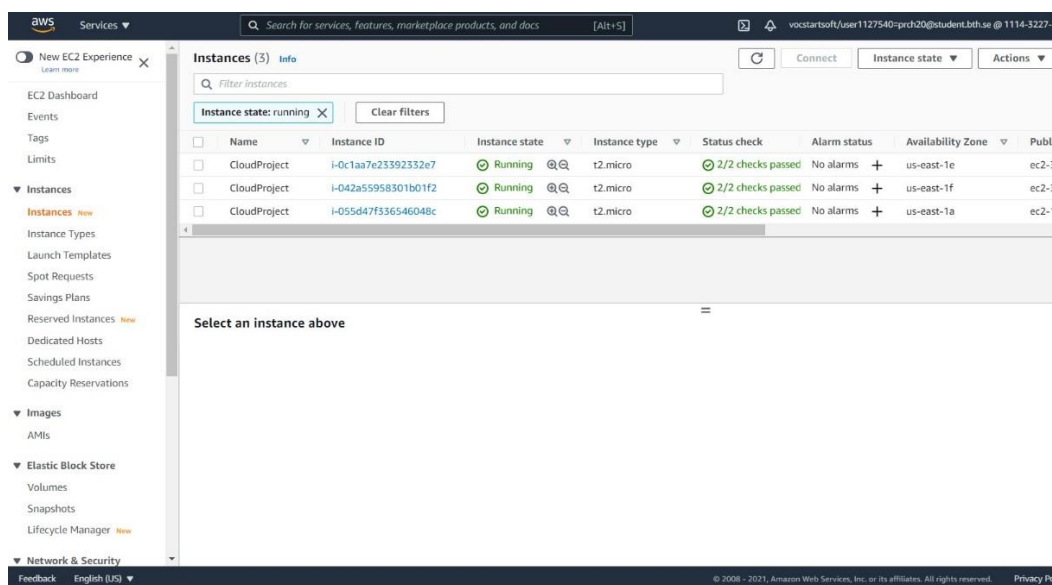 aws Services ▼ Search for services, features, marketplace products, and docs [Alt+S] vocstartsoft/user1127540=prch20@student.bth.se @ 1114-3227-
New EC2 Experience
Learn more
EC2 Dashboard
Events
Tags
Limits
▼ Instances
Instances New
Instance Types
Launch Templates
Spot Requests
Savings Plans
Reserved Instances New
Dedicated Hosts
Scheduled Instances
Capacity Reservations
▼ Images
AMIs
▼ Elastic Block Store
Volumes
Snapshots
Lifecycle Manager New
▼ Network & Security
Instances (3) Info Connect Instance state ▼ Actions ▼
Filter instances
Instance state: running X Clear filters
Name Instance ID Instance state Instance type Status check Alarm status Availability Zone Publ
CloudProject i-0c1aa7e23392332e7 Running t2.micro 2/2 checks passed No alarms + us-east-1e ec2-
CloudProject i-042a55958301b01f2 Running t2.micro 2/2 checks passed No alarms + us-east-1f ec2-
CloudProject i-055d47f336546048c Running t2.micro 2/2 checks passed No alarms + us-east-1a ec2-
Select an instance above
Feedback English (US) ▼ © 2008 - 2021, Amazon Web Services, Inc. or its affiliates. All rights reserved. Privacy Po